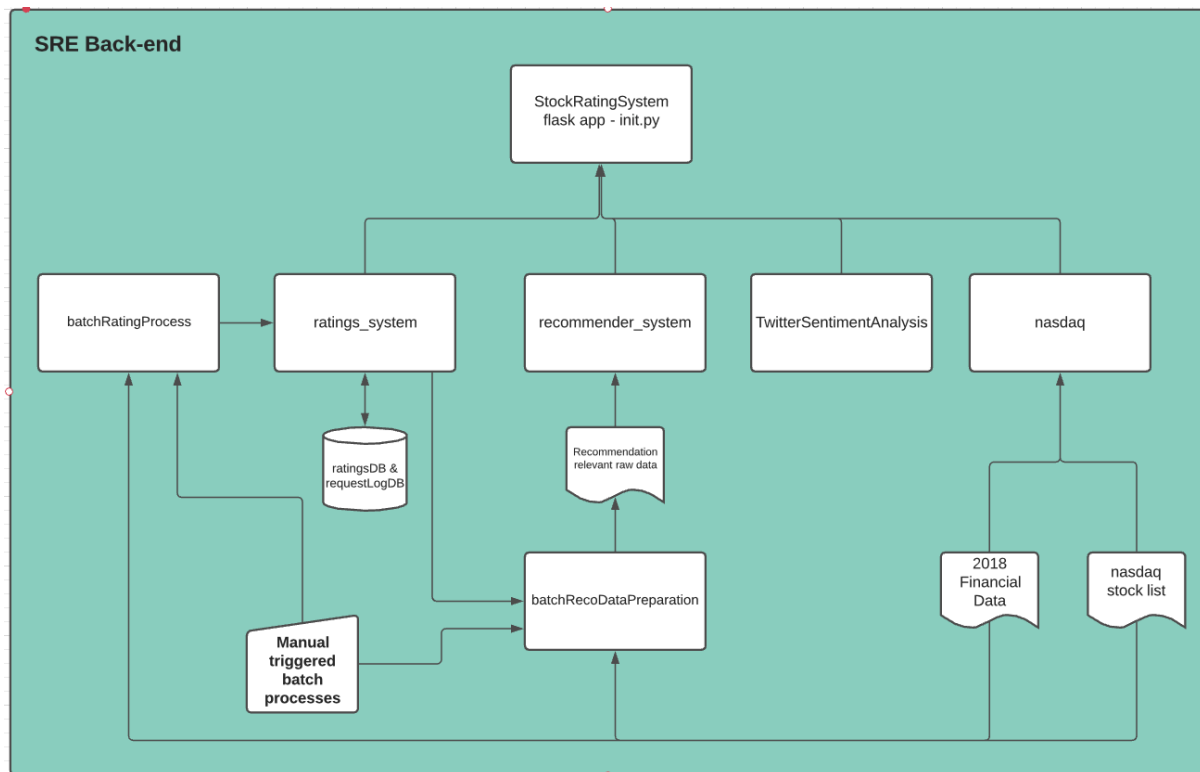 SRE Back-end
StockRatingSystem
flask app - init.py
batchRatingProcess
ratings_system
recommender_system
TwitterSentimentAnalysis
nasdaq
ratingsDB &
requestLogDB
Recommendation
relevant raw data
batchRecoDataPreparation
2018
Financial
Data
nasdaq
stock list
Manual
triggered
batch
processes